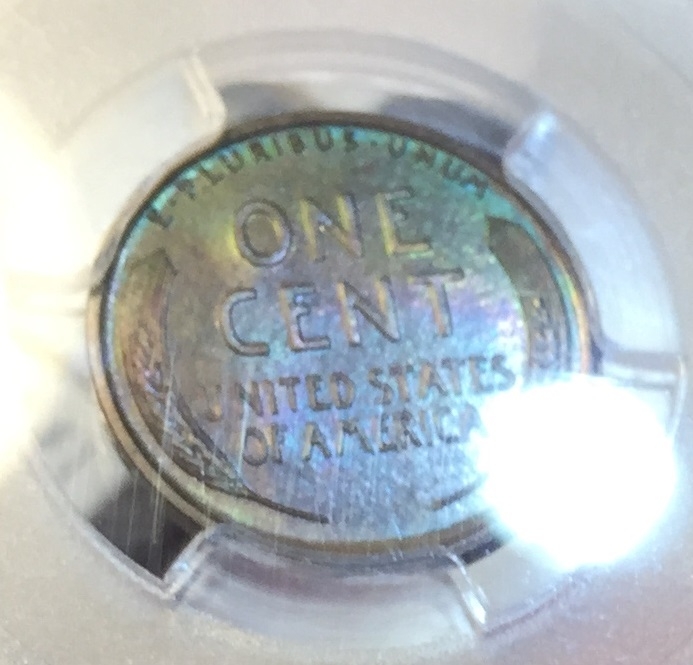 E·PLURIBUS·UNUM
ONE
CENT
UNITED STATES
OF AMERICA